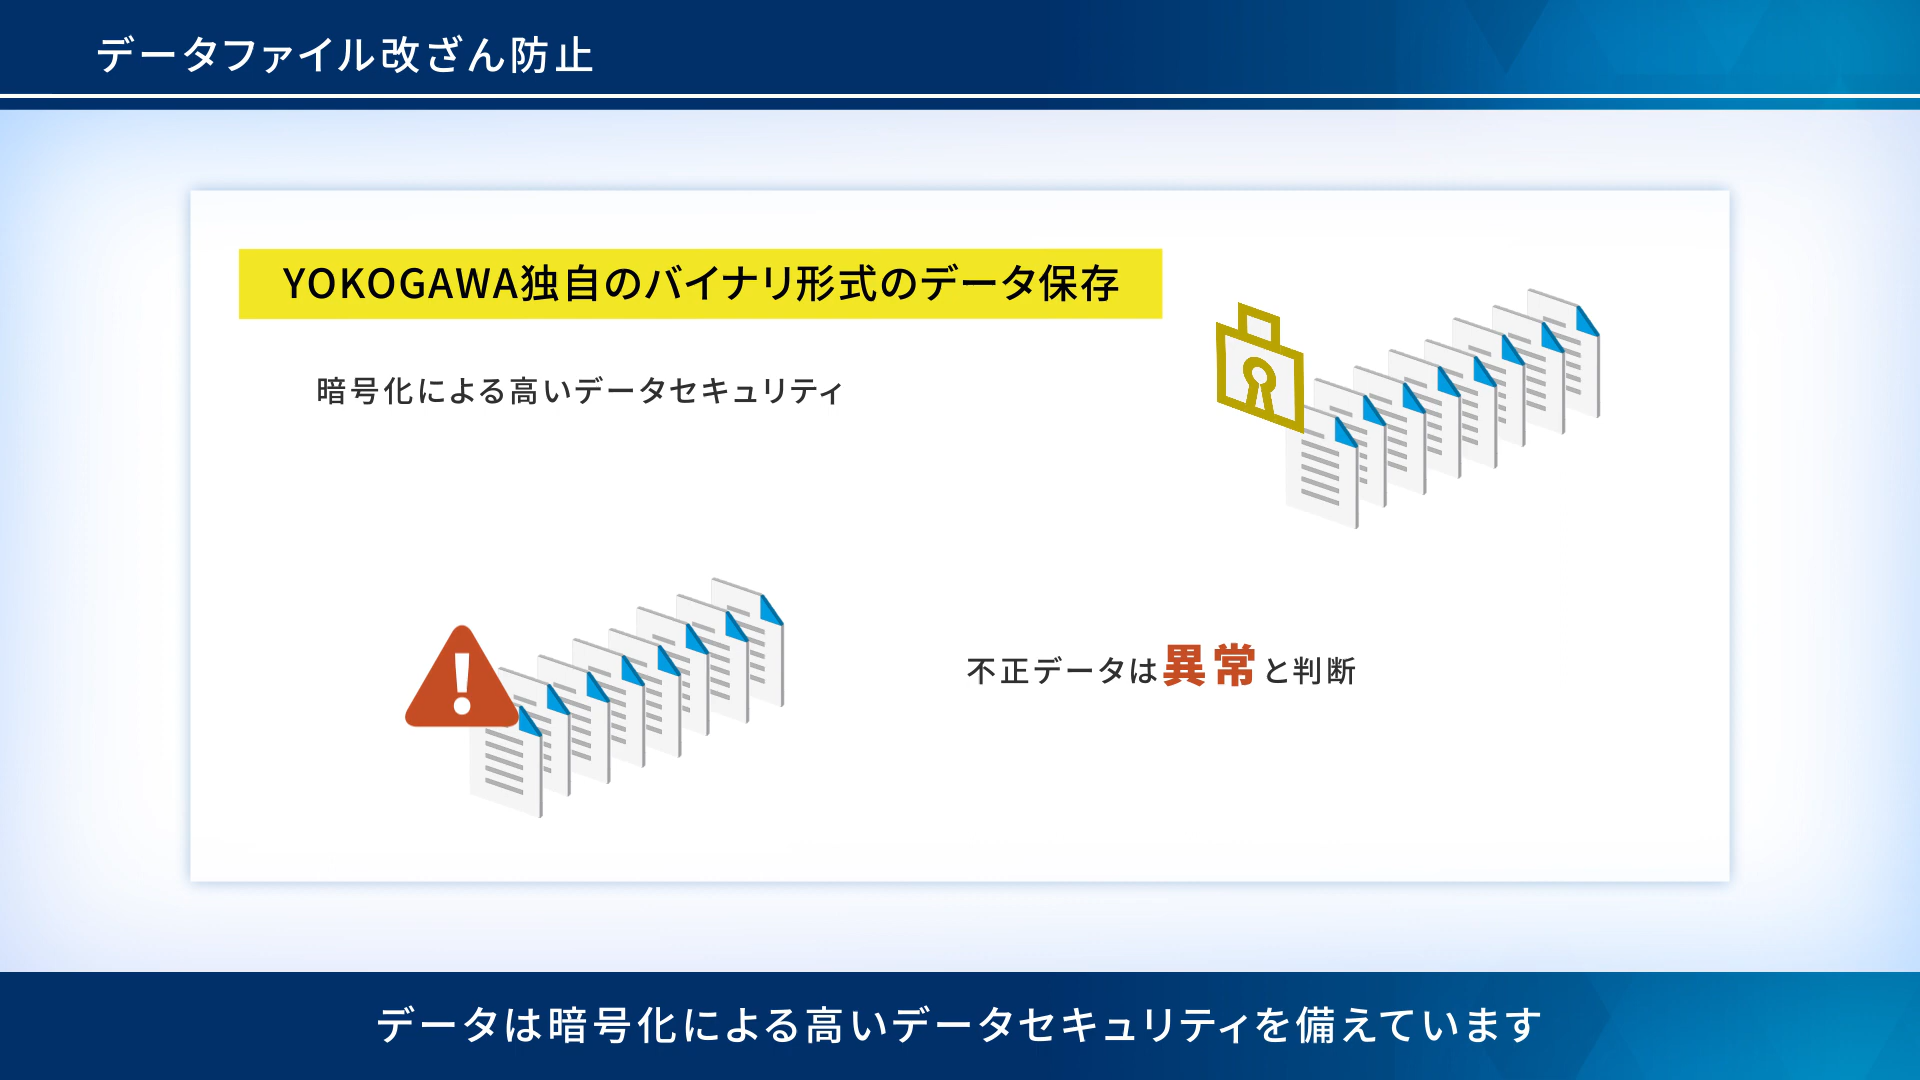 データファイル改ざん防止
YOKOGAWA独自のバイナリ形式のデータ保存
暗号化による高いデータセキュリティ
不正データは異常と判断
データは暗号化による高いデータセキュリティを備えています